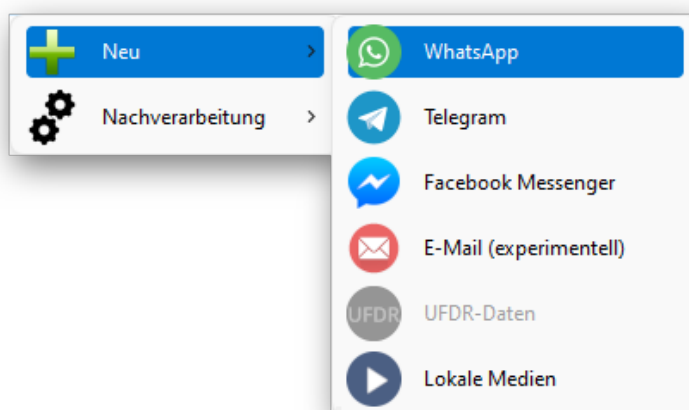 Neu
Nachverarbeitung
WhatsApp
Telegram
Facebook Messenger
E-Mail (experimentell)
UFDR
UFDR-Daten
Lokale Medien